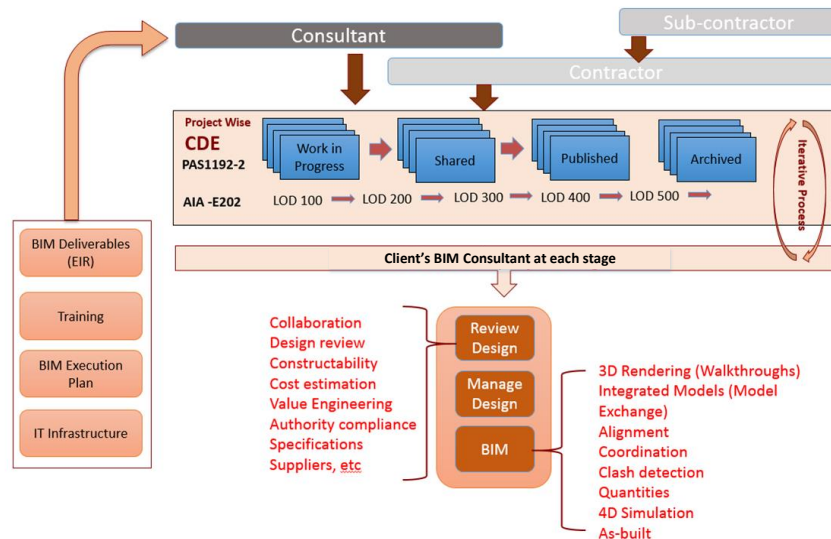 Sub-contractor
Consultant
Contractor
Project Wise
CDE
PAS1192-2
Work in
Progress
Shared
Published
Archived
Iterative Process
AIA -E202
LOD 100
LOD 200
LOD 300
LOD 400
LOD 500
BIM Deliverables
(EIR)
Training
BIM Execution
Plan
IT Infrastructure
Client's BIM Consultant at each stage
Collaboration
Design review
Constructability
Cost estimation
Value Engineering
Authority compliance
Specifications
Suppliers, etc
Review
Design
Manage
Design
BIM
3D Rendering (Walkthroughs)
Integrated Models (Model
Exchange)
Alignment
Coordination
Clash detection
Quantities
4D Simulation
As-built